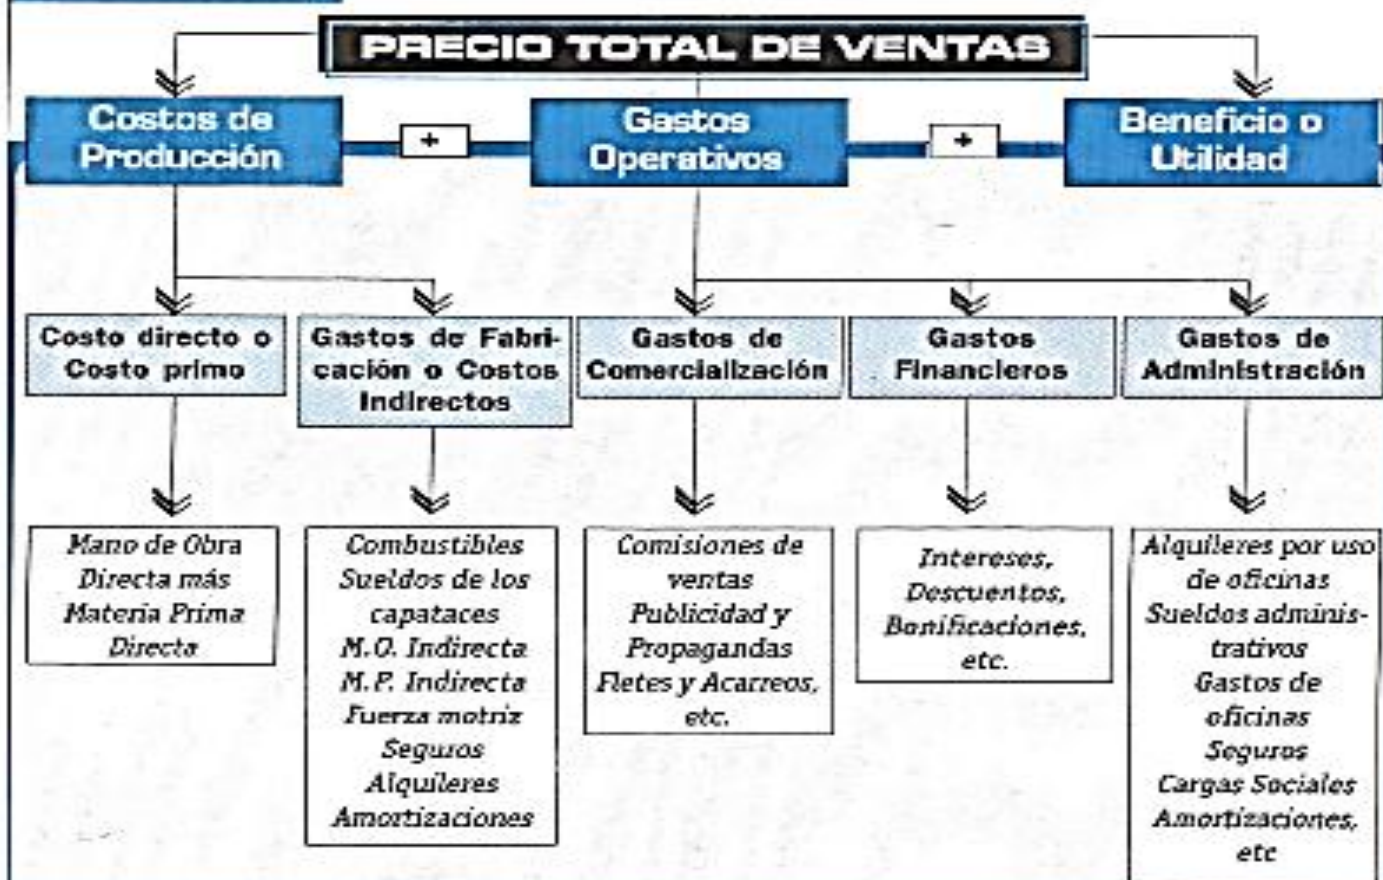 PRECIO TOTAL DE VENTAS
Costos de
Producción
+
Gastos
Operativos
+
Beneficio o
Utilidad
Costo directo o
Costo primo
Gastos de Fabri-
cación o Costos
Indirectos
Gastos de
Comercialización
Gastos
Financieros
Gastos de
Administración
Mano de Obra
Directa más
Materia Prima
Directa
Combustibles
Sueldos de los
capataces
M.O. Indirecta
M.P. Indirecta
Fuerza motriz
Seguros
Alquileres
Amortizaciones
Comisiones de
ventas
Publicidad y
Propagandas
Fletes y Acarreos,
etc.
Intereses,
Descuentos,
Bonificaciones,
etc.
Alquileres por uso
de oficinas
Sueldos adminis-
trativos
Gastos de
oficinas
Seguros
Cargas Sociales
Amortizaciones,
etc